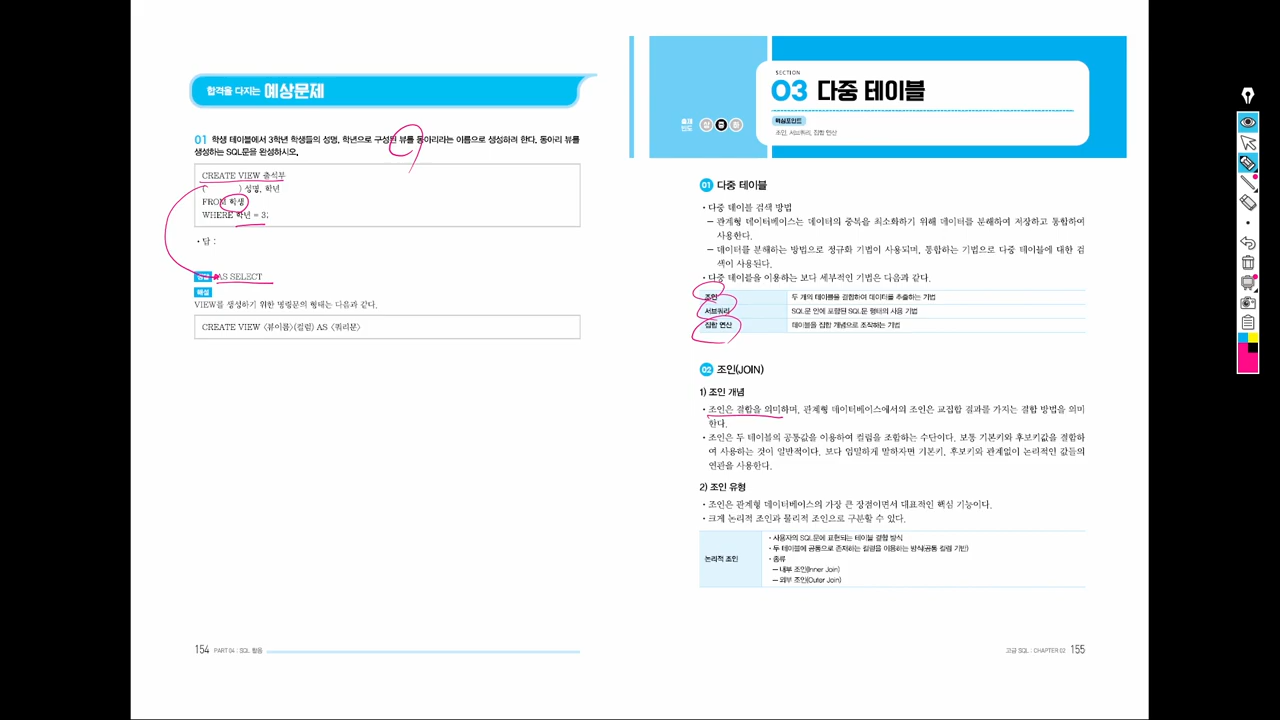 합격을 다지는 예상문제
01 학생 테이블에서 3학년 학생들의 성명, 학년으로 구성된 뷰를 동아리라는 이름으로 생성하려 한다. 동아리 뷰를
생성하는 SQL문을 완성하시오.
CREATE VIEW 출석부
( ) 성명, 학년
FROM 학생
WHERE 학년 = 3;
• 답 :
AS SELECT
해설
VIEW를 생성하기 위한 명령문의 형태는 다음과 같다.
CREATE VIEW 〈뷰이름〉(컬럼) AS 〈쿼리문〉
154 PART 04 : SQL 활용
SECTION
03 다중 테이블
출제
빈도 상 중 하
핵심포인트
조인, 서브쿼리, 집합 연산
01 다중 테이블
• 다중 테이블 검색 방법
– 관계형 데이터베이스는 데이터의 중복을 최소화하기 위해 데이터를 분해하여 저장하고 통합하여
사용한다.
– 데이터를 분해하는 방법으로 정규화 기법이 사용되며, 통합하는 기법으로 다중 테이블에 대한 검
색이 사용된다.
• 다중 테이블을 이용하는 보다 세부적인 기법은 다음과 같다.
조인 두 개의 테이블을 결합하여 데이터를 추출하는 기법
서브쿼리 SQL문 안에 포함된 SQL문 형태의 사용 기법
집합 연산 테이블을 집합 개념으로 조작하는 기법
02 조인(JOIN)
1) 조인 개념
• 조인은 결합을 의미하며, 관계형 데이터베이스에서의 조인은 교집합 결과를 가지는 결합 방법을 의미
한다.
• 조인은 두 테이블의 공통값을 이용하여 컬럼을 조합하는 수단이다. 보통 기본키와 후보키값을 결합하
여 사용하는 것이 일반적이다. 보다 엄밀하게 말하자면 기본키, 후보키와 관계없이 논리적인 값들의
연관을 사용한다.
2) 조인 유형
• 조인은 관계형 데이터베이스의 가장 큰 장점이면서 대표적인 핵심 기능이다.
• 크게 논리적 조인과 물리적 조인으로 구분할 수 있다.
논리적 조인
• 사용자의 SQL문에 표현되는 테이블 결합 방식
• 두 테이블에 공통으로 존재하는 컬럼을 이용하는 방식(공통 컬럼 기반)
• 종류
– 내부 조인(Inner Join)
– 외부 조인(Outer Join)
고급 SQL : CHAPTER 02 155